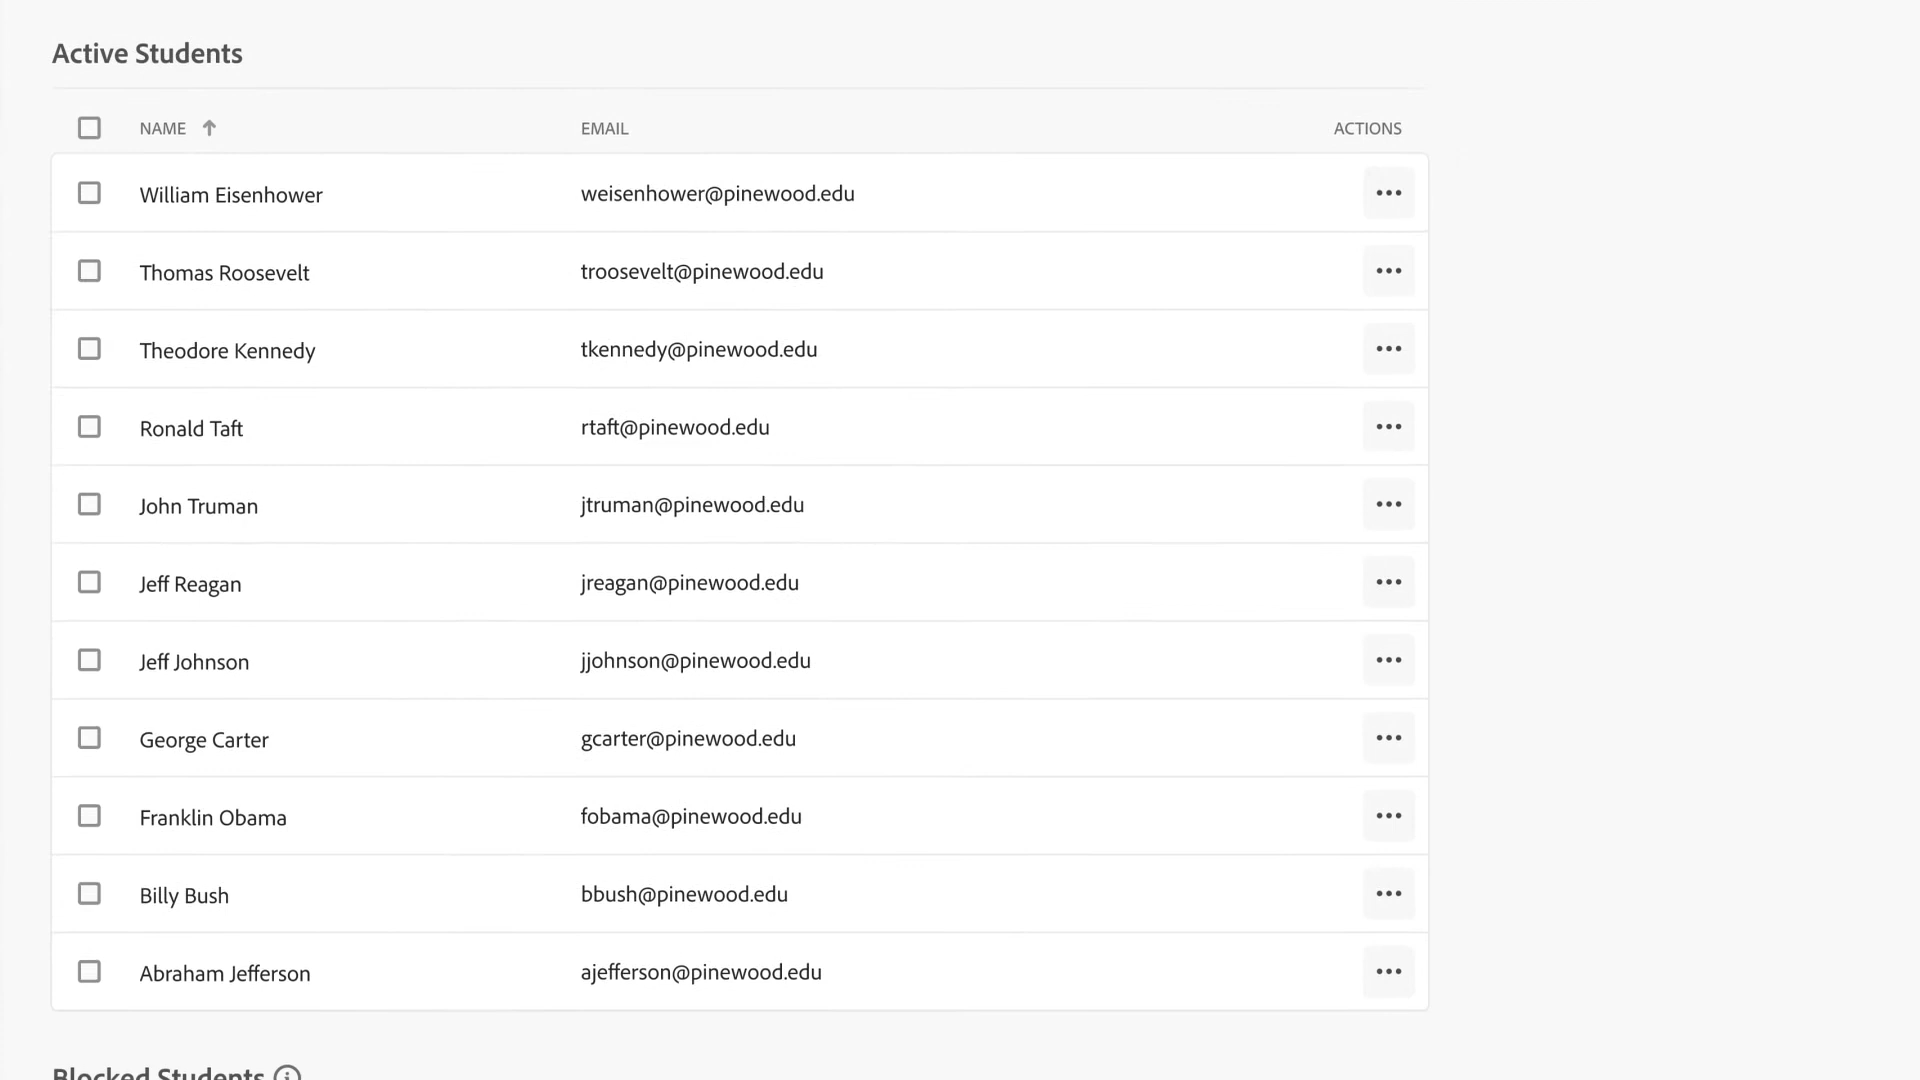 Active Students
NAME EMAIL ACTIONS
William Eisenhower weisenhower@pinewood.edu
Thomas Roosevelt troosevelt@pinewood.edu
Theodore Kennedy tkennedy@pinewood.edu
Ronald Taft rtaft@pinewood.edu
John Truman jtruman@pinewood.edu
Jeff Reagan jreagan@pinewood.edu
Jeff Johnson jjohnson@pinewood.edu
George Carter gcarter@pinewood.edu
Franklin Obama fobama@pinewood.edu
Billy Bush bbush@pinewood.edu
Abraham Jefferson ajefferson@pinewood.edu
Blocked Students